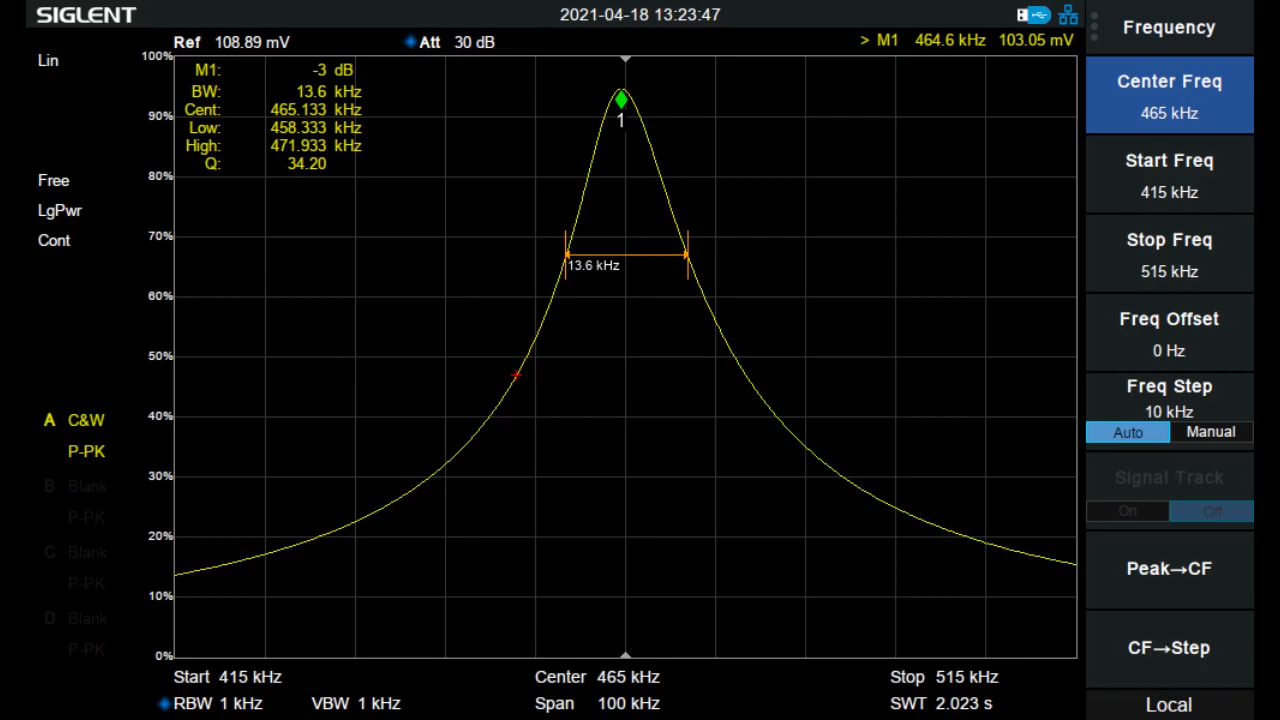 SIGLENT
2021-04-18 13:23:47
Frequency
Ref 108.89 mV
Att 30 dB
> M1 464.6 kHz 103.05 mV
Lin
Free
LgPwr
Cont
A C&W
P-PK
B Blank
P-PK
C Blank
P-PK
D Blank
P-PK
100%
90%
80%
70%
60%
50%
40%
30%
20%
10%
0%
M1: -3 dB
BW: 13.6 kHz
Cent: 465.133 kHz
Low: 458.333 kHz
High: 471.933 kHz
Q: 34.20
1
13.6 kHz
Start 415 kHz
Center 465 kHz
Stop 515 kHz
RBW 1 kHz
VBW 1 kHz
Span 100 kHz
SWT 2.023 s
Center Freq
465 kHz
Start Freq
415 kHz
Stop Freq
515 kHz
Freq Offset
0 Hz
Freq Step
10 kHz
Auto Manual
Signal Track
On Off
Peak→CF
CF→Step
Local